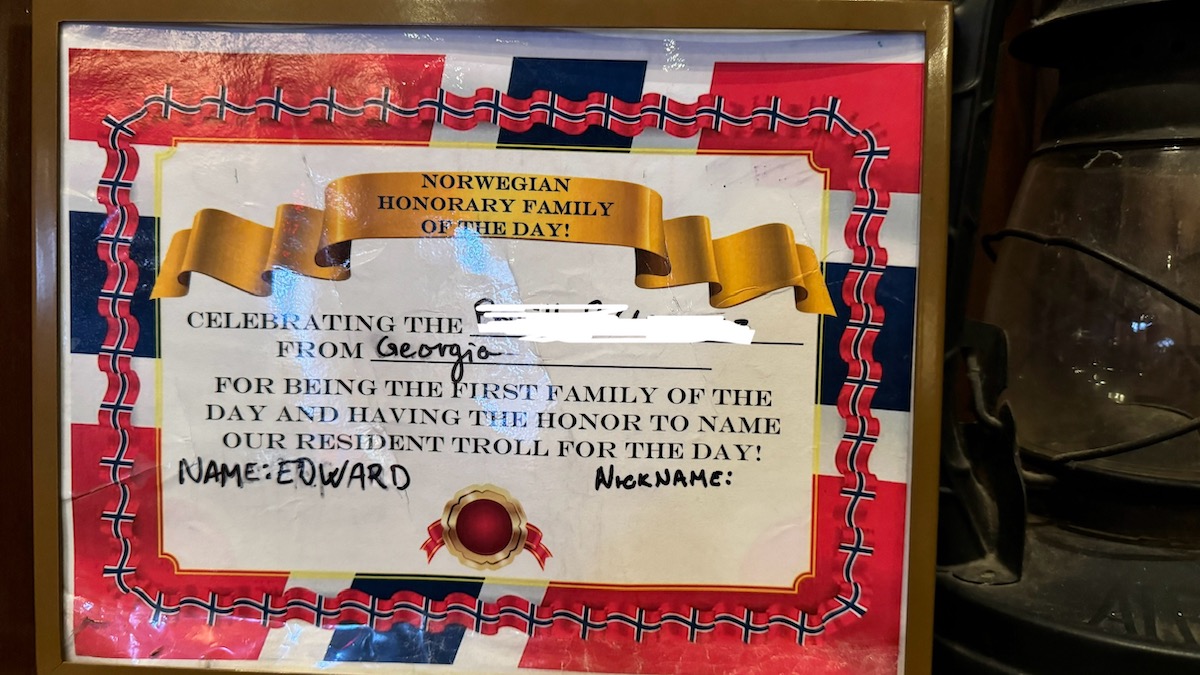 NORWEGIAN
HONORARY FAMILY
OF THE DAY!
CELEBRATING THE
FROM Georgia
FOR BEING THE FIRST FAMILY OF THE
DAY AND HAVING THE HONOR TO NAME
OUR RESIDENT TROLL FOR THE DAY!
NAME: EDWARD NICKNAME: